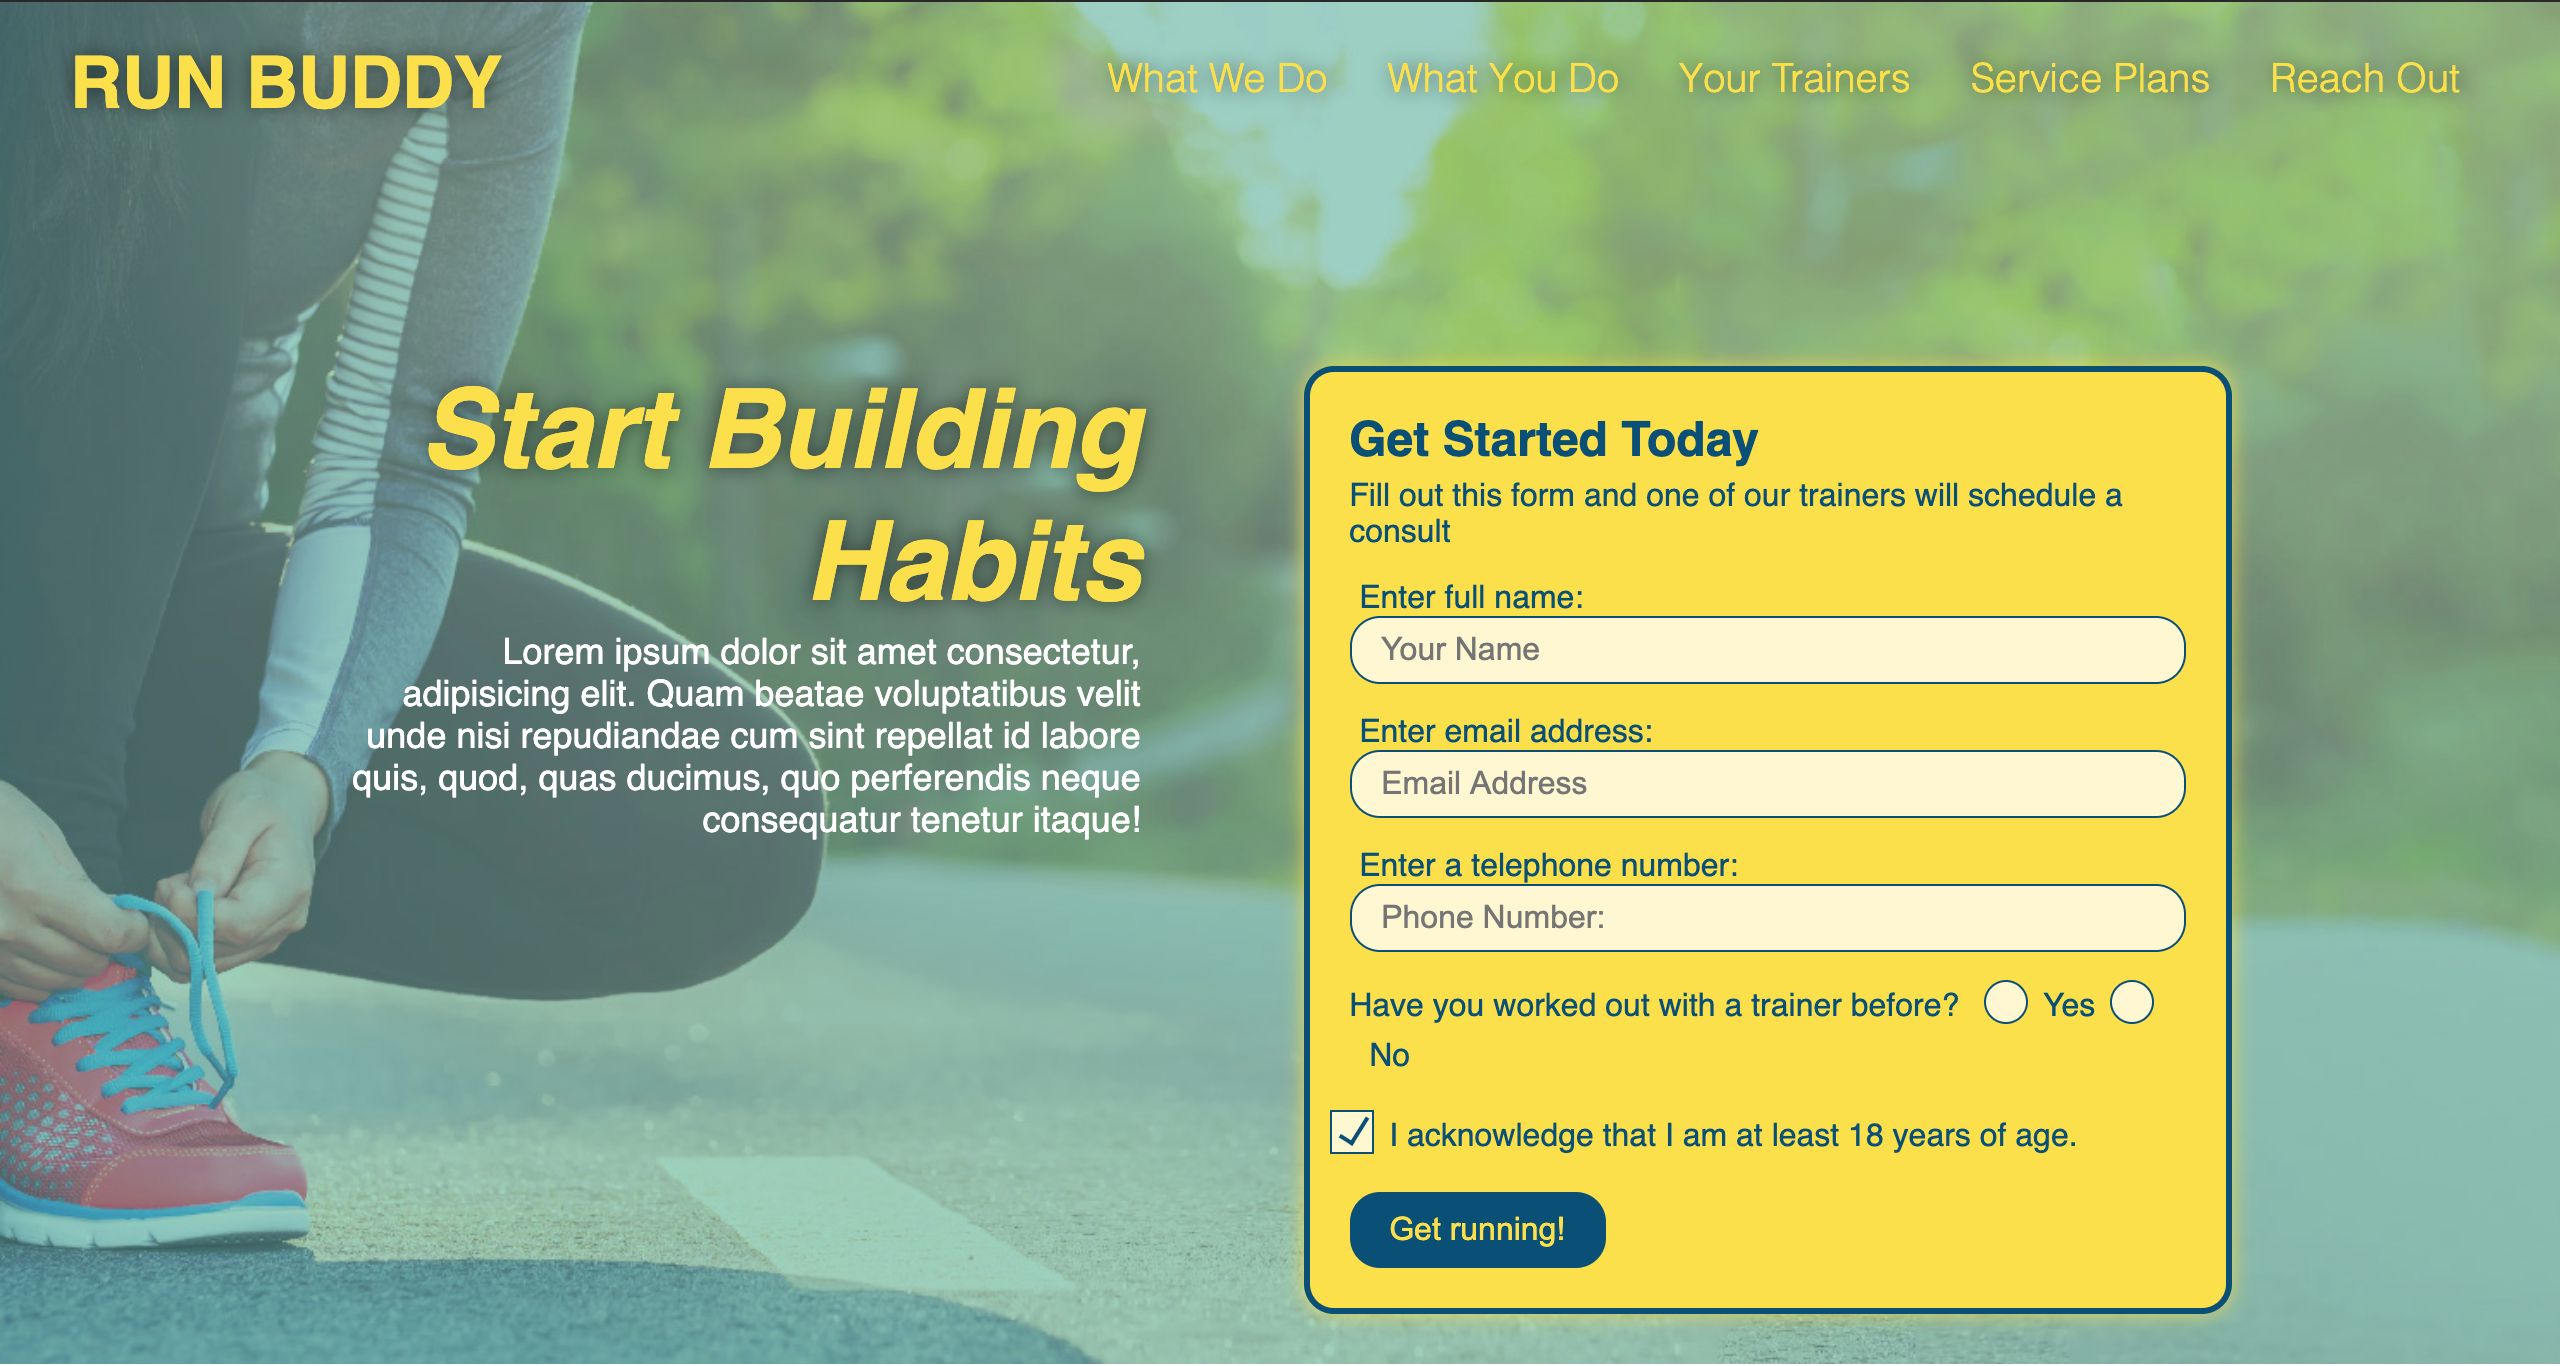 RUN BUDDY
What We Do
What You Do
Your Trainers
Service Plans
Reach Out
Start Building
Habits
Lorem ipsum dolor sit amet consectetur,
adipisicing elit. Quam beatae voluptatibus velit
unde nisi repudiandae cum sint repellat id labore
quis, quod, quas ducimus, quo perferendis neque
consequatur tenetur itaque!
Get Started Today
Fill out this form and one of our trainers will schedule a
consult
Enter full name:
Your Name
Enter email address:
Email Address
Enter a telephone number:
Phone Number:
Have you worked out with a trainer before? Yes
No
I acknowledge that I am at least 18 years of age.
Get running!